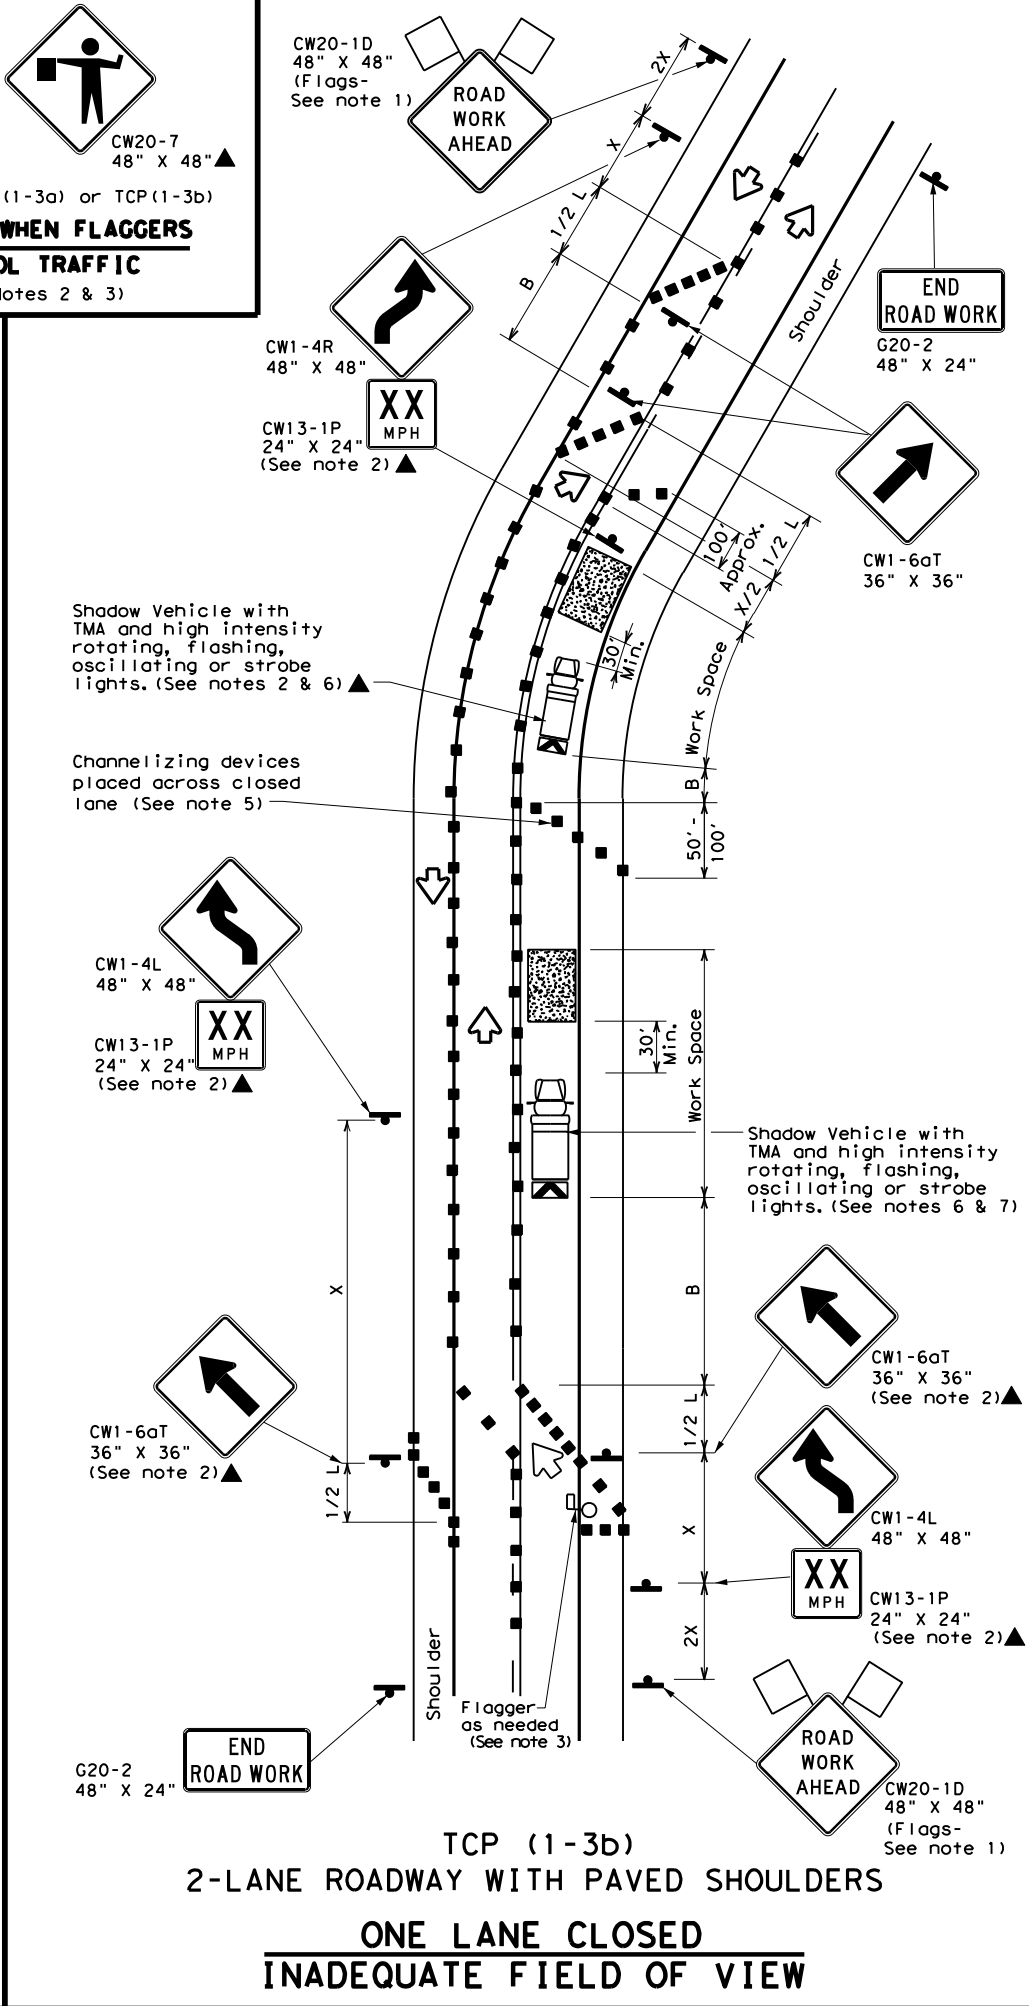 CW20-7
48" X 48"
(1-3a) or TCP(1-3b)
WHEN FLAGGERS
OL TRAFFIC
otes 2 & 3)
CW20-1D
48" X 48"
(Flags-
See note 1)
ROAD
WORK
AHEAD
2X
X
1/2 L
B
CW1-4R
48" X 48"
XX
MPH
CW13-1P
24" X 24"
(See note 2)
Shoulder
END
ROAD WORK
G20-2
48" X 24"
CW1-6aT
36" X 36"
100'
Approx.
1/2 L
X/2
Work Space
30'
Min.
B
50' -
100'
Shadow Vehicle with
TMA and high intensity
rotating, flashing,
oscillating or strobe
lights. (See notes 2 & 6)
Channelizing devices
placed across closed
lane (See note 5)
CW1-4L
48" X 48"
XX
MPH
CW13-1P
24" X 24"
(See note 2)
30'
Min.
Work Space
Shadow Vehicle with
TMA and high intensity
rotating, flashing,
oscillating or strobe
lights. (See notes 6 & 7)
X
B
CW1-6aT
36" X 36"
(See note 2)
1/2 L
1/2 L
CW1-6aT
36" X 36"
(See note 2)
X
CW1-4L
48" X 48"
XX
MPH
CW13-1P
24" X 24"
(See note 2)
2X
Shoulder
Flagger
as needed
(See note 3)
END
ROAD WORK
G20-2
48" X 24"
ROAD
WORK
AHEAD
CW20-1D
48" X 48"
(Flags-
See note 1)
TCP (1-3b)
2-LANE ROADWAY WITH PAVED SHOULDERS
ONE LANE CLOSED
INADEQUATE FIELD OF VIEW